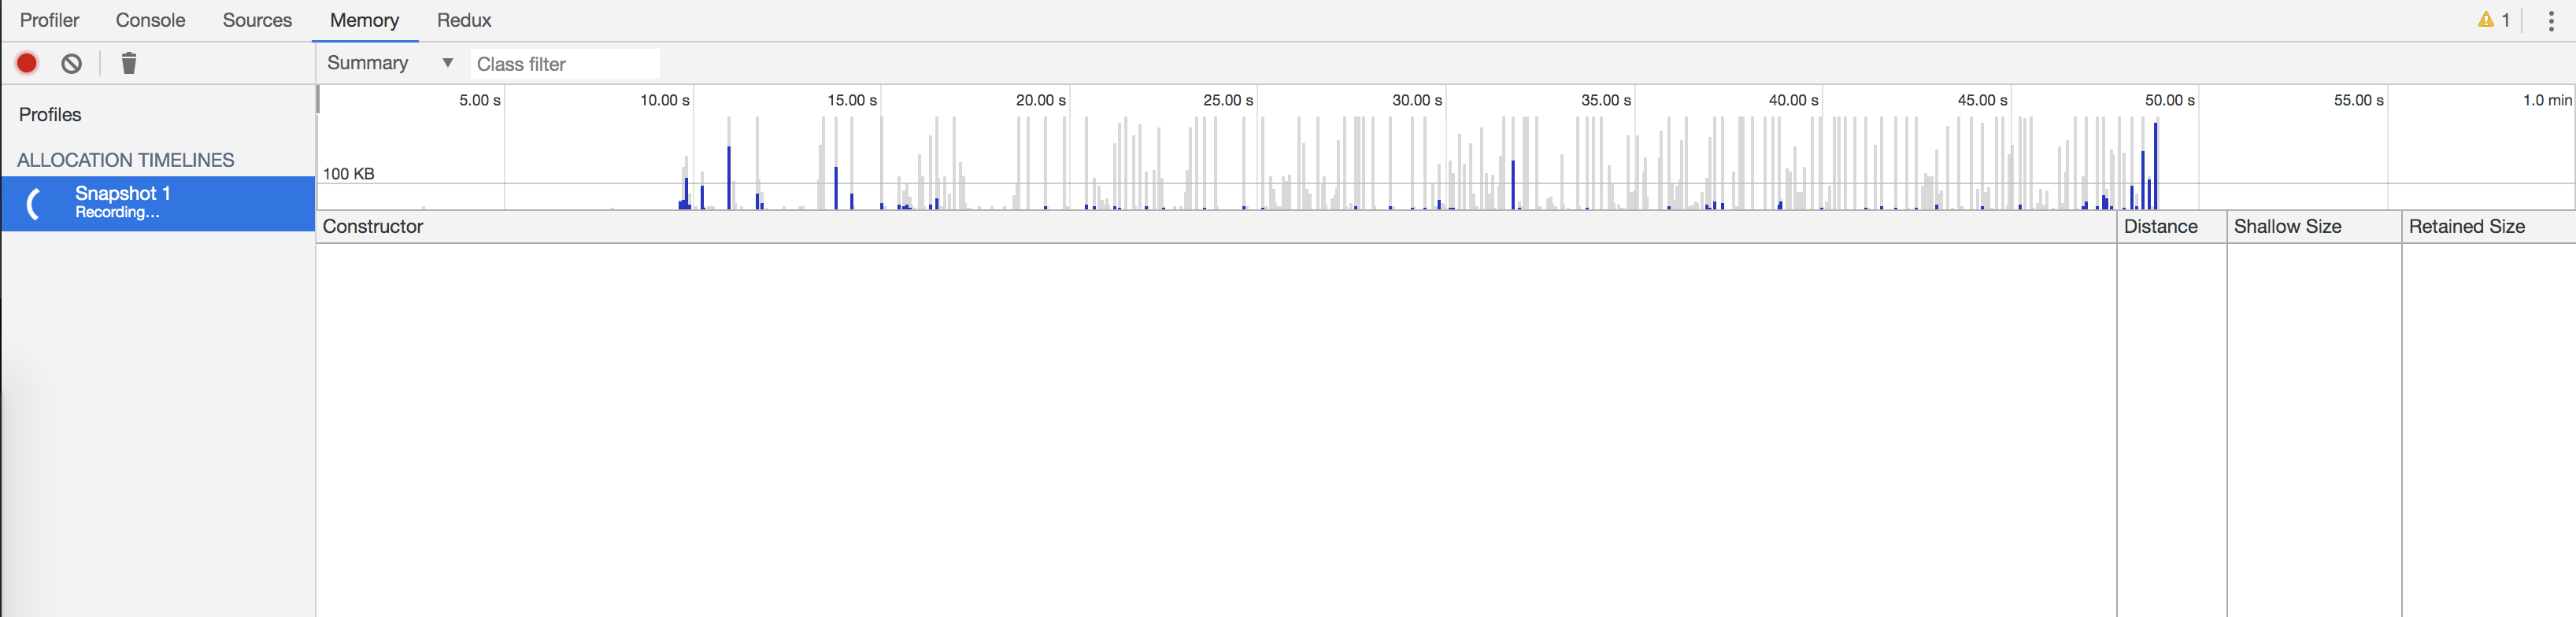 Profiler Console Sources Memory Redux 1
Summary ▼ Class filter
Profiles
ALLOCATION TIMELINES
Snapshot 1
Recording...
5.00 s 10.00 s 15.00 s 20.00 s 25.00 s 30.00 s 35.00 s 40.00 s 45.00 s 50.00 s 55.00 s 1.0 min
100 KB
Constructor Distance Shallow Size Retained Size